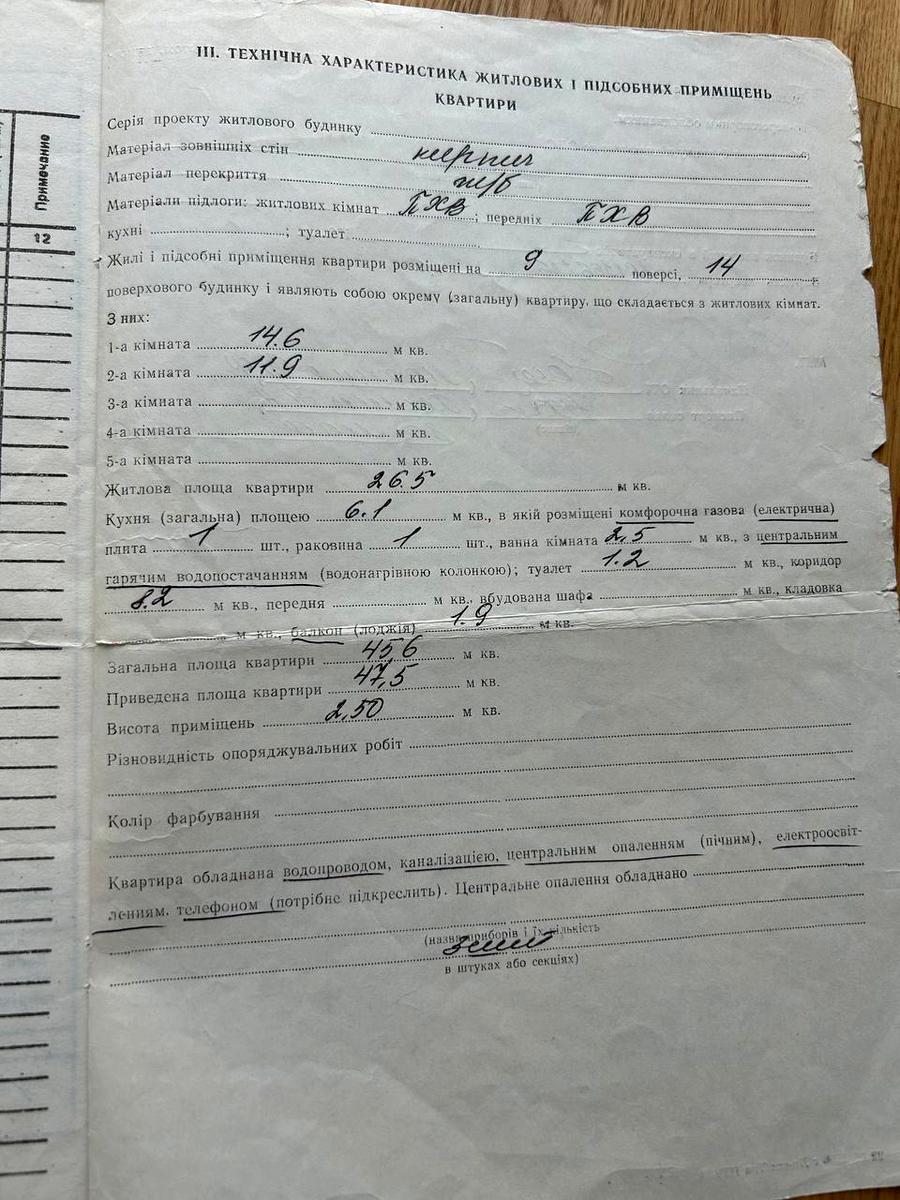 III. ТЕХНІЧНА ХАРАКТЕРИСТИКА ЖИТЛОВИХ І ПІДСОБНИХ ПРИМІЩЕНЬ
КВАРТИРИ
Серія проекту житлового будинку
Матеріал зовнішніх стін кирпич
Матеріал перекриття ж/б
Матеріали підлоги: житлових кімнат ПХВ; передніх ПХВ
кухні ; туалет
Жилі і підсобні приміщення квартири розміщені на 9 поверсі, 14
поверхового будинку і являють собою окрему (загальну) квартиру, що складається з житлових кімнат.
З них:
1-а кімната 14.6 м кв.
2-а кімната 11.9 м кв.
3-а кімната м кв.
4-а кімната м кв.
5-а кімната м кв.
Житлова площа квартири 26.5 м кв.
Кухня (загальна) площею 6.1 м кв., в якій розміщені комфорочна газова (електрична)
плята 1 шт., раковина 1 шт., ванна кімната 2,5 м кв., з центральним
гарячим водопостачанням (водонагрівною колонкою); туалет 1.2 м кв., коридор
8.2 м кв., передня м кв., вбудована шафа м кв., кладовка
м кв., балкон (лоджія) 1.9 м кв.
Загальна площа квартири 45,6 м кв.
Приведена площа квартири 47,5 м кв.
Висота приміщень 2,50 м кв.
Різновидність опоряджувальних робіт
Колір фарбування
Квартира обладнана водопроводом, каналізацією, центральним опаленням (пічним), електроосвіт-
ленням, телефоном (потрібне підкреслить). Центральне опалення обладнано
(назва приборів і їх кількість
3 шт
в штуках або секціях)
Примечание
12